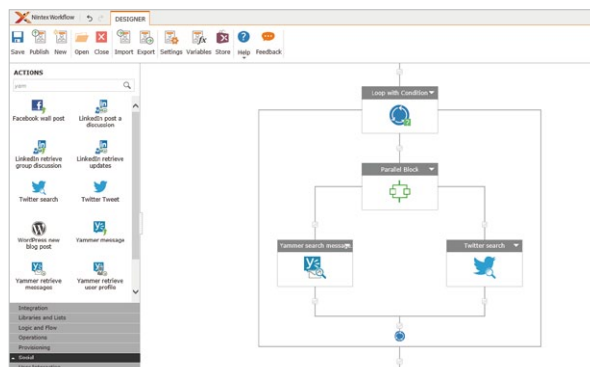 Nintex Workflow
DESIGNER
Save Publish New Open Close Import Export Settings Variables Store Help Feedback
ACTIONS
yam
Facebook wall post
LinkedIn post a
discussion
LinkedIn retrieve
group discussion
LinkedIn retrieve
updates
Twitter search
Twitter Tweet
WordPress new
blog post
Yammer message
Yammer retrieve
messages
Yammer retrieve
user profile
Integration
Libraries and Lists
Logic and Flow
Operations
Provisioning
Social
Loop with Condition
Parallel Block
Yammer search message
Twitter search